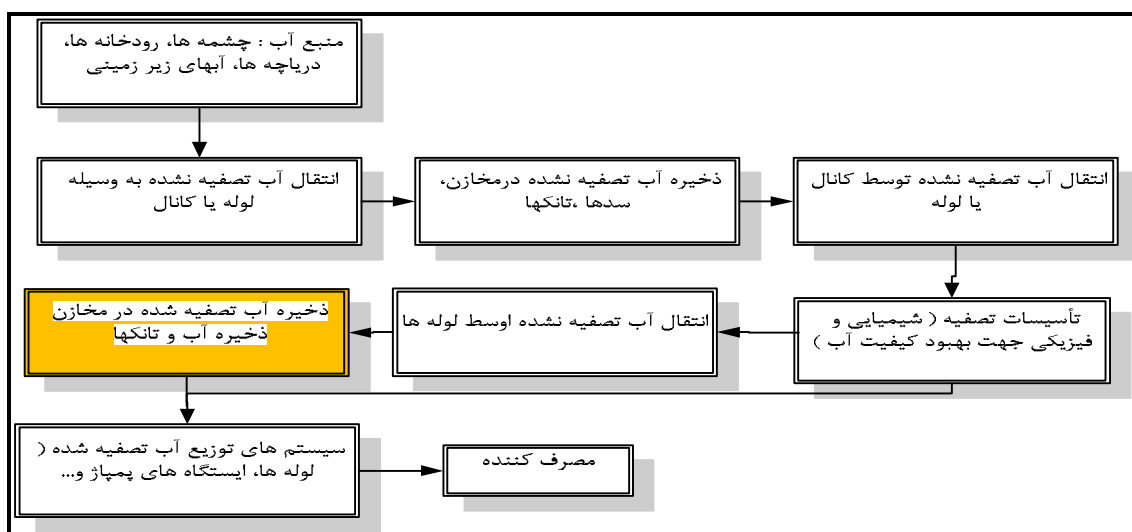 منبع آب : چشمه ها، رودخانه ها،
دریاچه ها، آبهای زیر زمینی
انتقال آب تصفیه نشده به وسیله
لوله یا کانال
ذخیره آب تصفیه نشده درمخازن،
سدها ،تانکها
انتقال آب تصفیه نشده توسط کانال
یا لوله
تأسیسات تصفیه ( شیمیایی و
فیزیکی جهت بهبود کیفیت آب )
انتقال آب تصفیه نشده اوسط لوله ها
ذخیره آب تصفیه شده در مخازن
ذخیره آب و تانکها
سیستم های توزیع آب تصفیه شده (
لوله ها، ایستگاه های پمپاژ و...
مصرف کننده